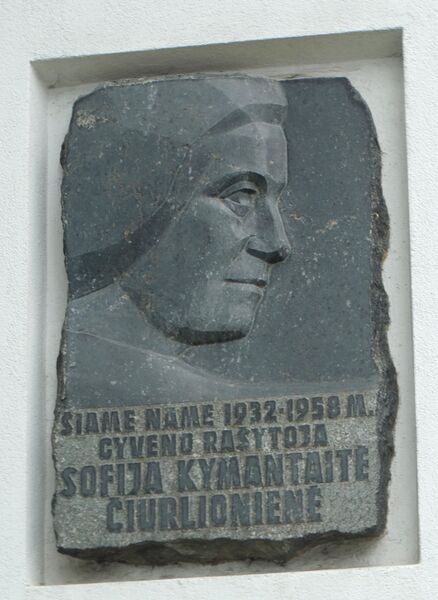 ŠIAME NAME 1932-1958 M.
GYVENO RAŠYTOJA
SOFIJA KYMANTAITĖ
ČIURLIONIENĖ